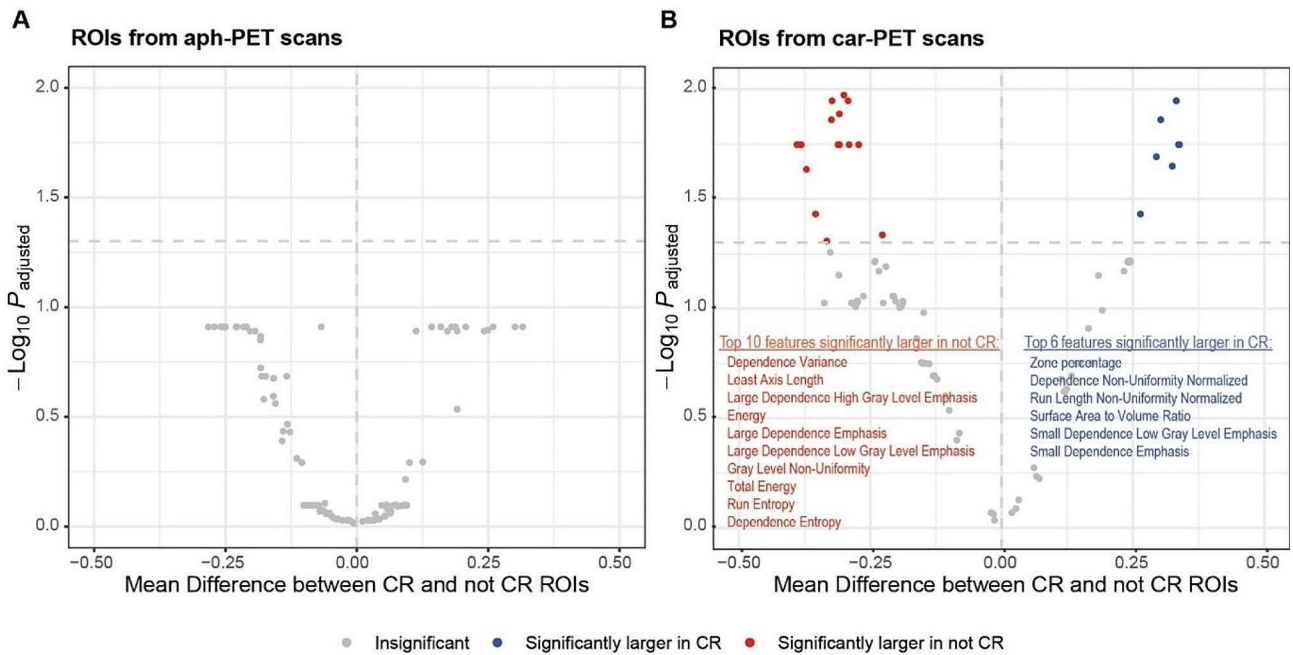 A
ROIs from aph-PET scans
2.0
1.5
1.0
0.5
0.0
−Log10 Padjusted
−0.50 −0.25 0.00 0.25 0.50
Mean Difference between CR and not CR ROIs
B
ROIs from car-PET scans
2.0
1.5
1.0
0.5
0.0
−Log10 Padjusted
Top 10 features significantly larger in not CR:
Dependence Variance
Least Axis Length
Large Dependence High Gray Level Emphasis
Energy
Large Dependence Emphasis
Large Dependence Low Gray Level Emphasis
Gray Level Non-Uniformity
Total Energy
Run Entropy
Dependence Entropy
Top 6 features significantly larger in CR:
Zone percentage
Dependence Non-Uniformity Normalized
Run Length Non-Uniformity Normalized
Surface Area to Volume Ratio
Small Dependence Low Gray Level Emphasis
Small Dependence Emphasis
−0.50 −0.25 0.00 0.25 0.50
Mean Difference between CR and not CR ROIs
Insignificant Significantly larger in CR Significantly larger in not CR